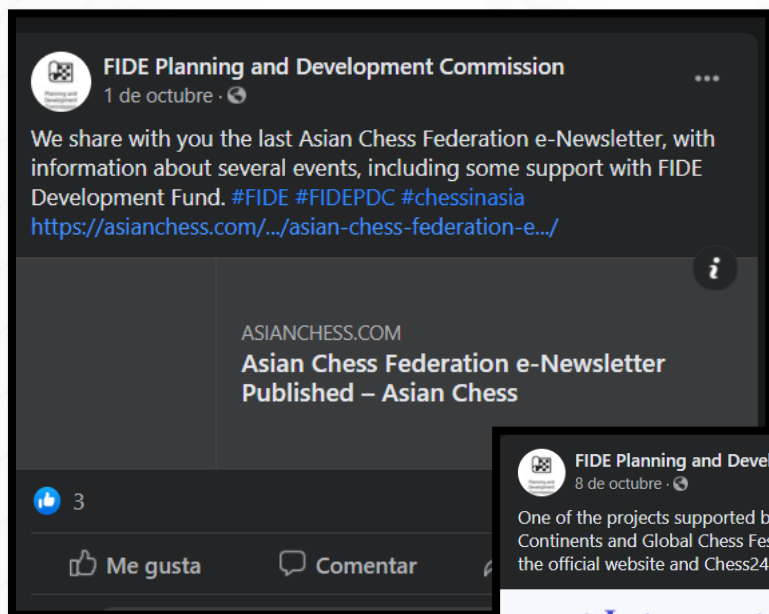 FIDE Planning and Development Commission
1 de octubre ·
We share with you the last Asian Chess Federation e-Newsletter, with
information about several events, including some support with FIDE
Development Fund. #FIDE #FIDEPDC #chessinasia
https://asianchess.com/.../asian-chess-federation-e.../
ASIANCHESS.COM
Asian Chess Federation e-Newsletter
Published – Asian Chess
3
Me gusta
Comentar
FIDE Planning and
8 de octubre ·
One of the projects supported
Continents and Global Chess
the official website and Chess24